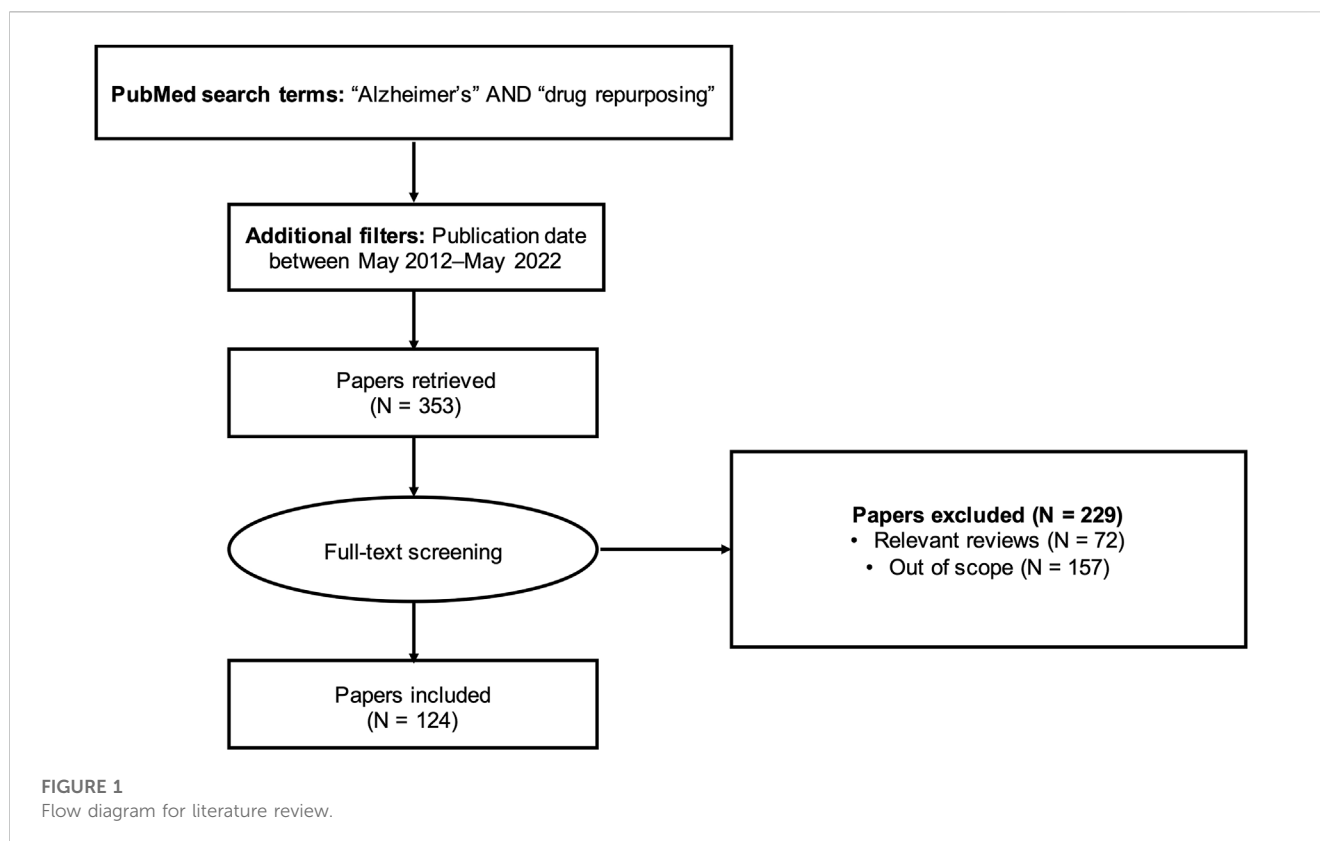 PubMed search terms: “Alzheimer’s” AND “drug repurposing”
Additional filters: Publication date
between May 2012–May 2022
Papers retrieved
(N = 353)
Full-text screening
Papers excluded (N = 229)
• Relevant reviews (N = 72)
• Out of scope (N = 157)
Papers included
(N = 124)
FIGURE 1
Flow diagram for literature review.